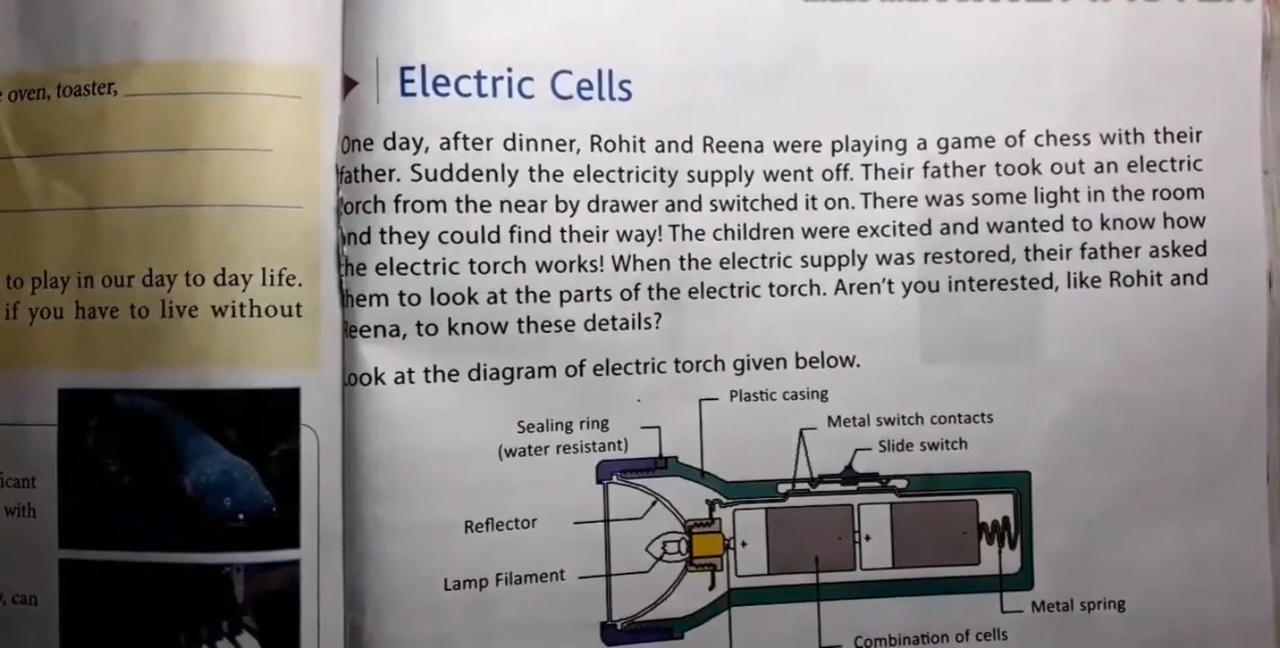 oven, toaster,
to play in our day to day life.
if you have to live without
icant
with
, can
Electric Cells
One day, after dinner, Rohit and Reena were playing a game of chess with their
father. Suddenly the electricity supply went off. Their father took out an electric
torch from the near by drawer and switched it on. There was some light in the room
and they could find their way! The children were excited and wanted to know how
the electric torch works! When the electric supply was restored, their father asked
them to look at the parts of the electric torch. Aren't you interested, like Rohit and
Reena, to know these details?
Look at the diagram of electric torch given below.
Plastic casing
Sealing ring
(water resistant)
Metal switch contacts
Slide switch
Reflector
Lamp Filament
+
+
Metal spring
Combination of cells